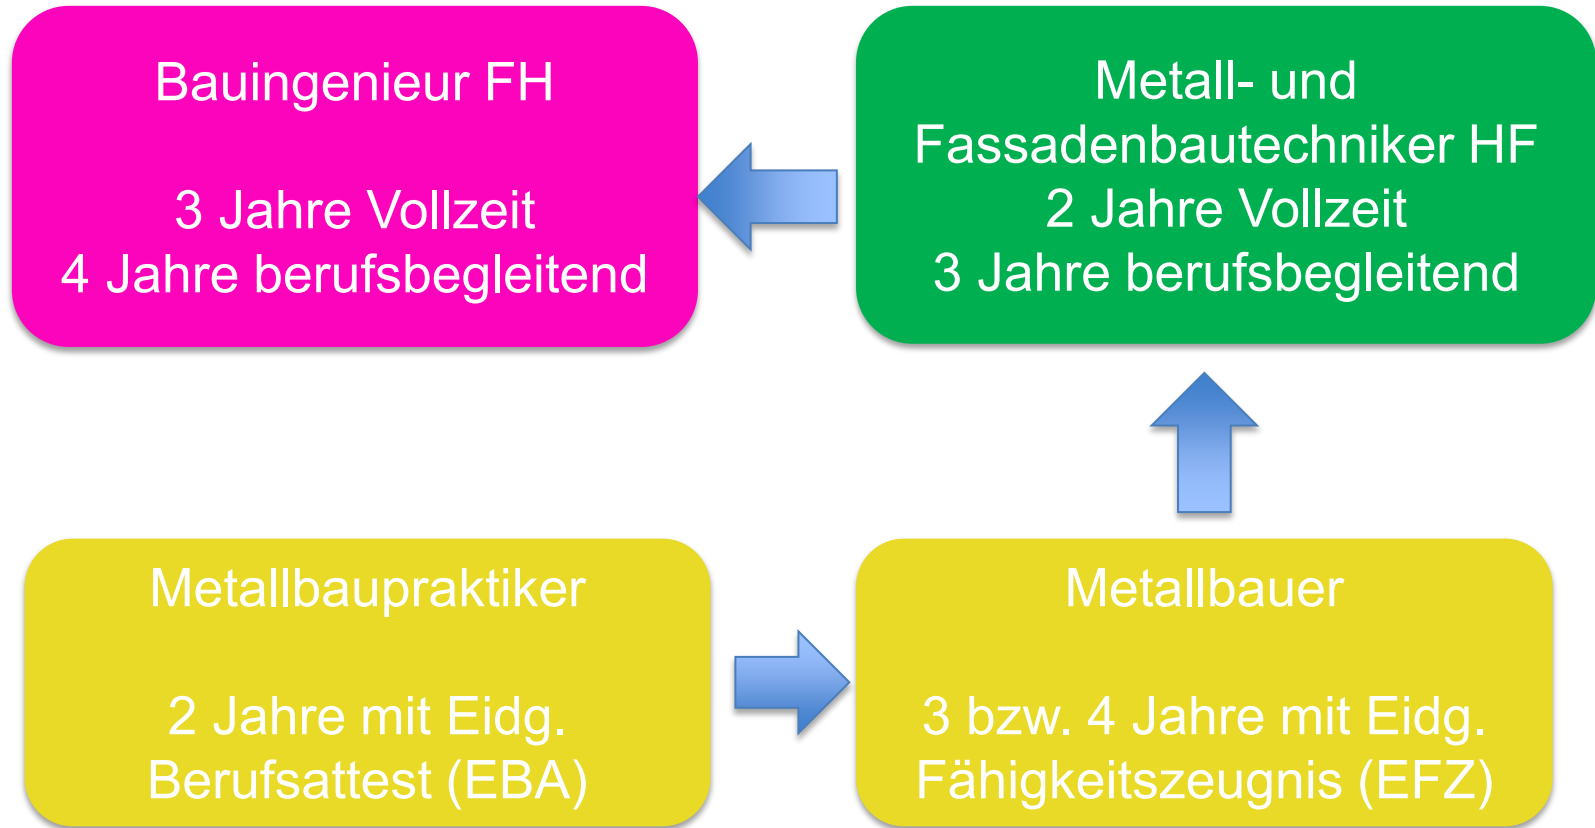 Bauingenieur FH
3 Jahre Vollzeit
4 Jahre berufsbegleitend
Metall- und
Fassadenbautechniker HF
2 Jahre Vollzeit
3 Jahre berufsbegleitend
Metallbaupraktiker
2 Jahre mit Eidg.
Berufsattest (EBA)
Metallbauer
3 bzw. 4 Jahre mit Eidg.
Fähigkeitszeugnis (EFZ)